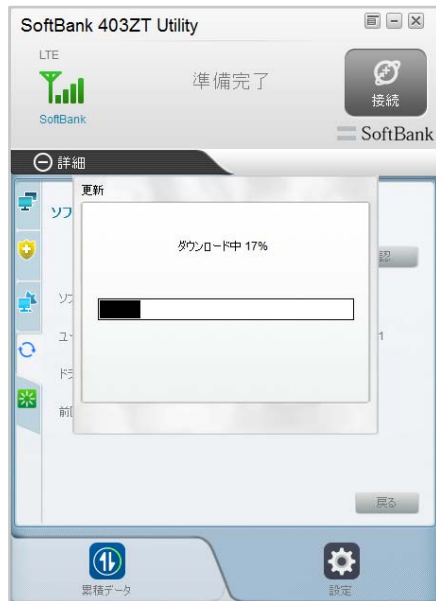 SoftBank 403ZT Utility
LTE
準備完了
接続
SoftBank
SoftBank
詳細
更新
ソフ
ダウンロード中 17%
認
ソフ
ユー
1
ドラ
前回
戻る
累積データ
設定